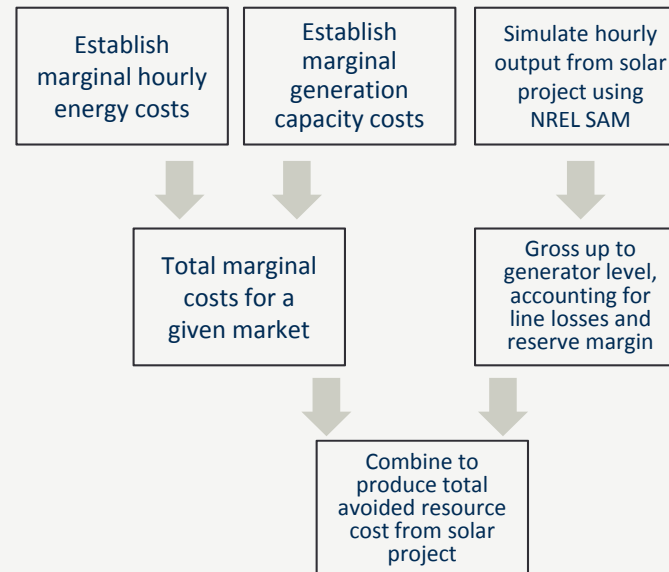 Establish
marginal hourly
energy costs
Establish
marginal
generation
capacity costs
Simulate hourly
output from solar
project using
NREL SAM
Total marginal
costs for a
given market
Gross up to
generator level,
accounting for
line losses and
reserve margin
Combine to
produce total
avoided resource
cost from solar
project